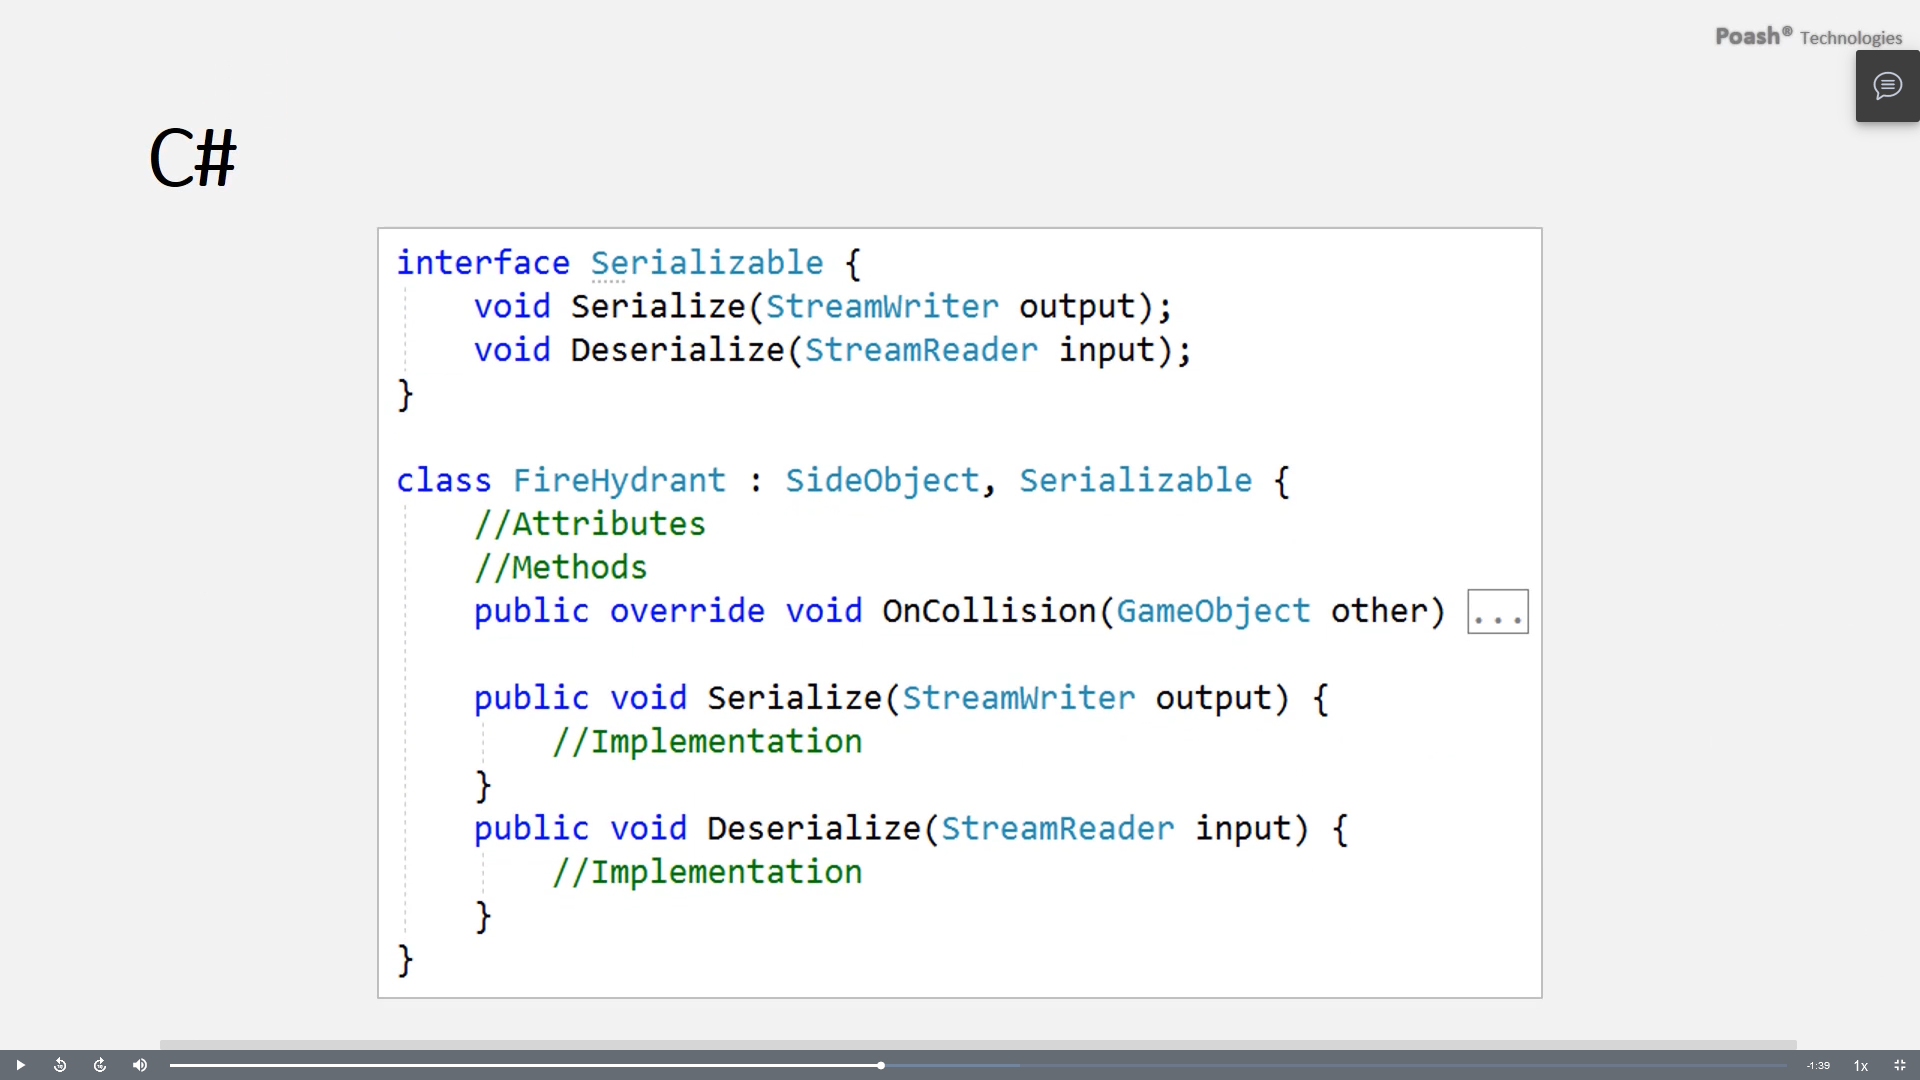 Poash® Technologies
C#
interface Serializable {
void Serialize(StreamWriter output);
void Deserialize(StreamReader input);
}
class FireHydrant : SideObject, Serializable {
//Attributes
//Methods
public override void OnCollision(GameObject other) ...
public void Serialize(StreamWriter output) {
//Implementation
}
public void Deserialize(StreamReader input) {
//Implementation
}
}
-1:39 1x